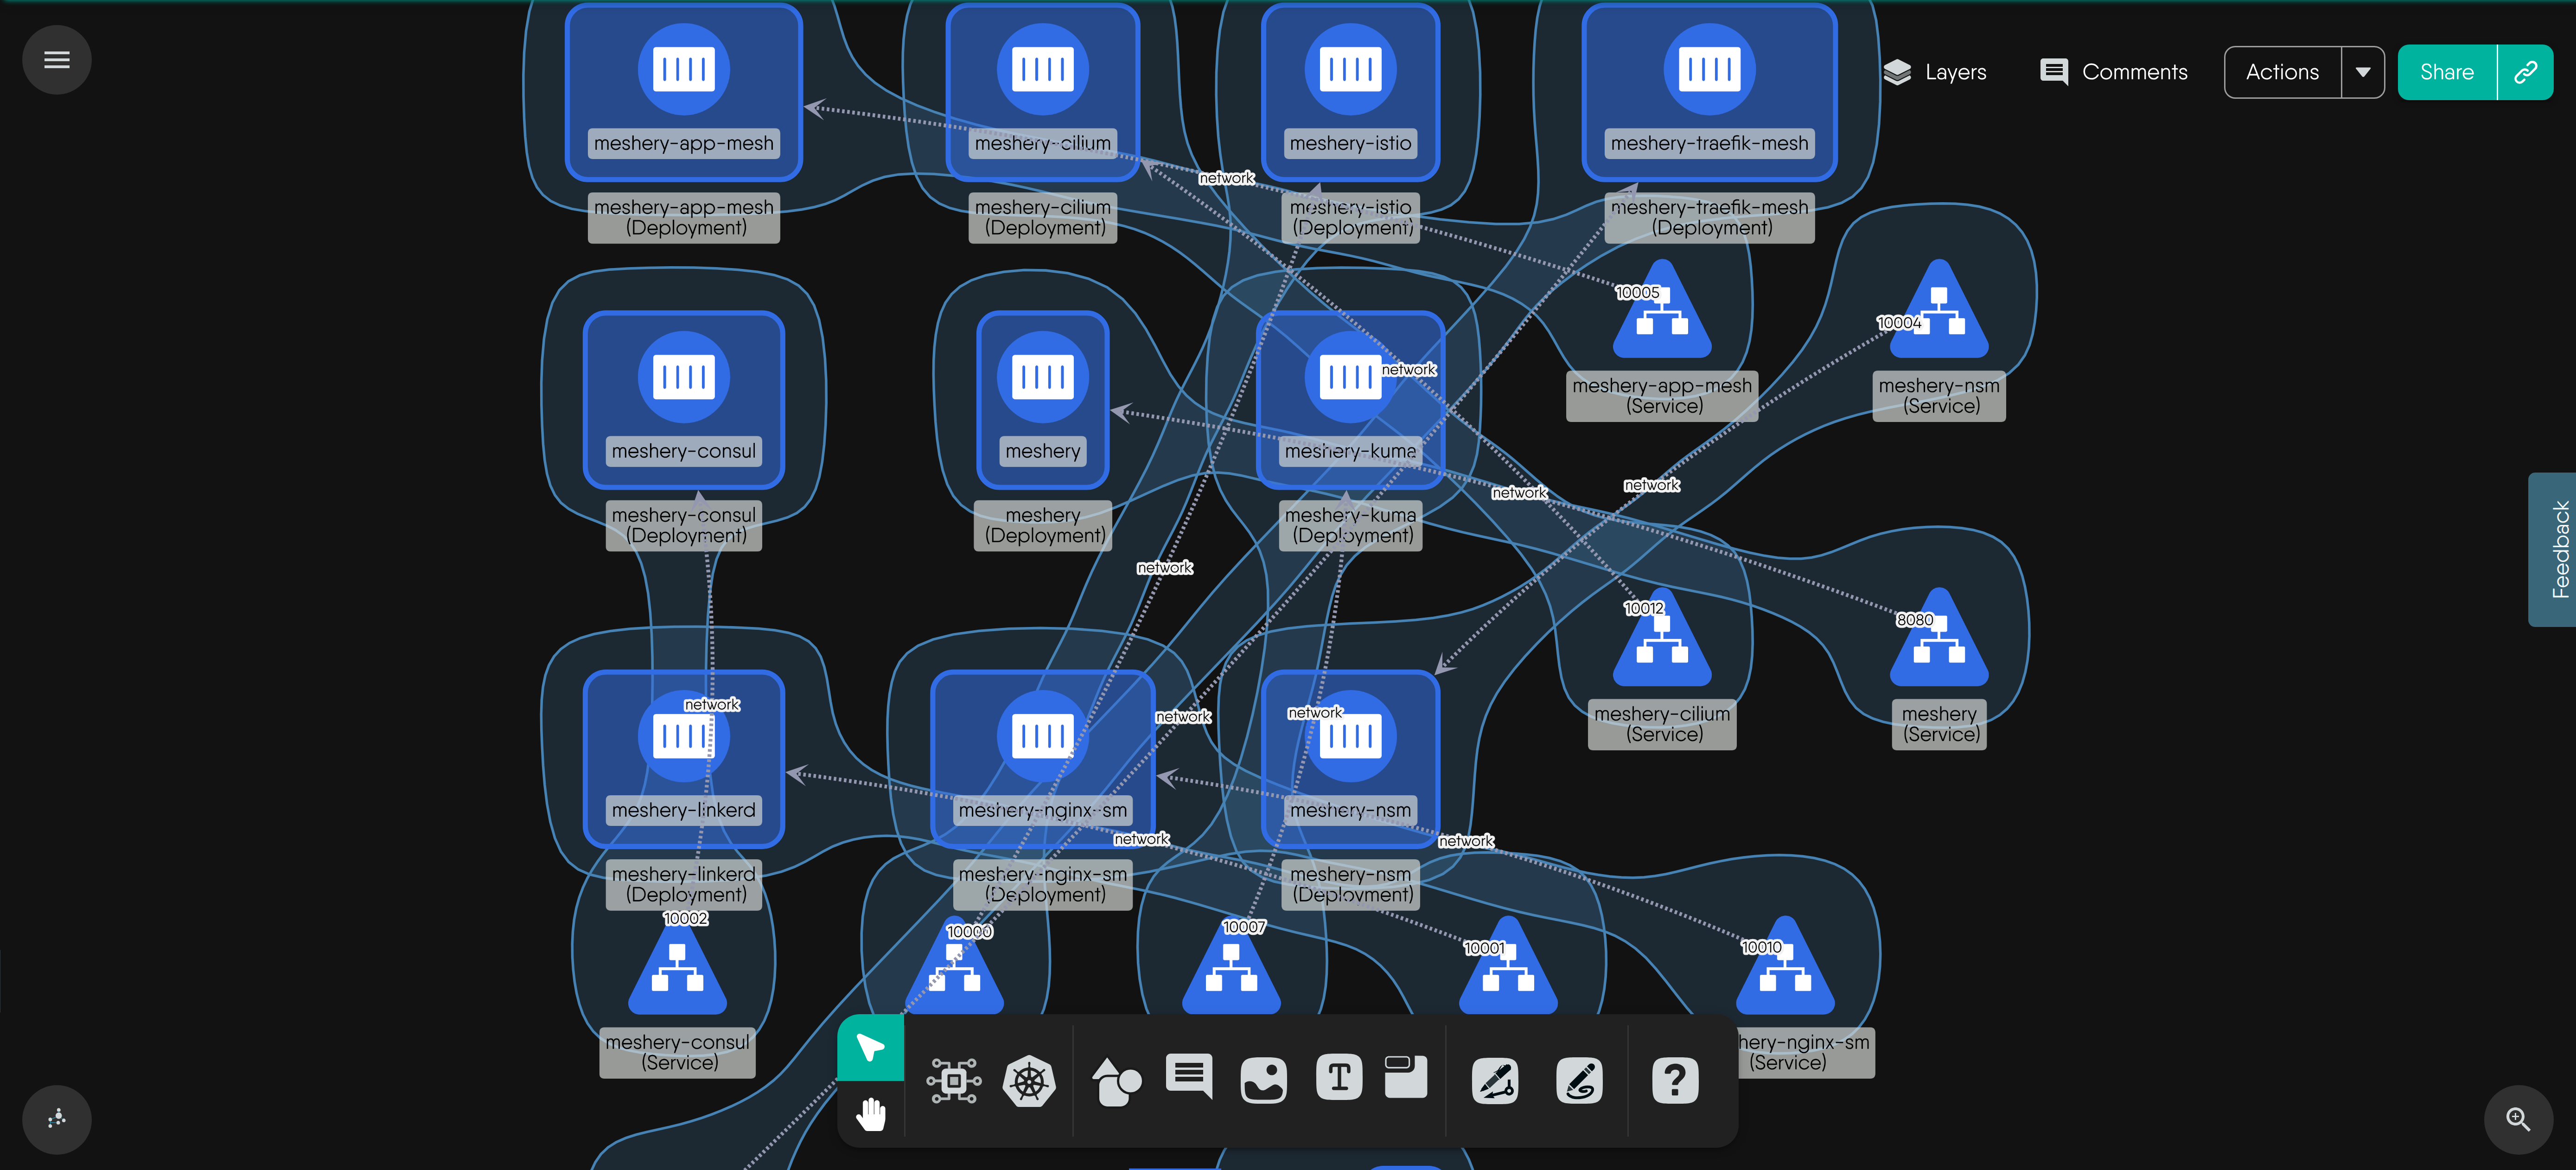 meshery-app-mesh
meshery-cilium
meshery-istio
meshery-traefik-mesh
Layers
Comments
Actions
Share
network
meshery-app-mesh
(Deployment)
meshery-cilium
(Deployment)
meshery-istio
(Deployment)
meshery-traefik-mesh
(Deployment)
10005
10004
network
meshery-app-mesh
(Service)
meshery-nsm
(Service)
meshery-consul
meshery
meshery-kuma
network
network
meshery-consul
(Deployment)
meshery
(Deployment)
meshery-kuma
(Deployment)
Feedback
network
10012
8080
network
network
network
meshery-cilium
(Service)
meshery
(Service)
meshery-linkerd
meshery-nginx-sm
meshery-nsm
network
network
meshery-linkerd
(Deployment)
meshery-nginx-sm
(Deployment)
meshery-nsm
(Deployment)
10002
10000
10007
10001
10010
meshery-consul
(Service)
hery-nginx-sm
(Service)
T
?